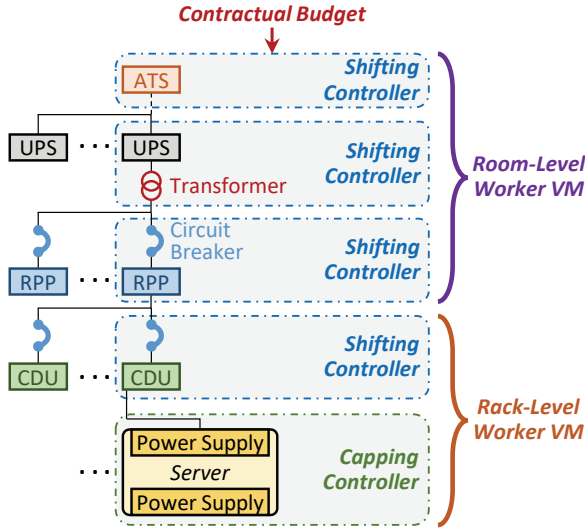 Contractual Budget
ATS
Shifting
Controller
UPS
UPS
Shifting
Controller
Transformer
Room-Level
Worker VM
Circuit
Breaker
Shifting
Controller
RPP
RPP
Shifting
Controller
CDU
CDU
Rack-Level
Worker VM
Power Supply
Server
Power Supply
Capping
Controller